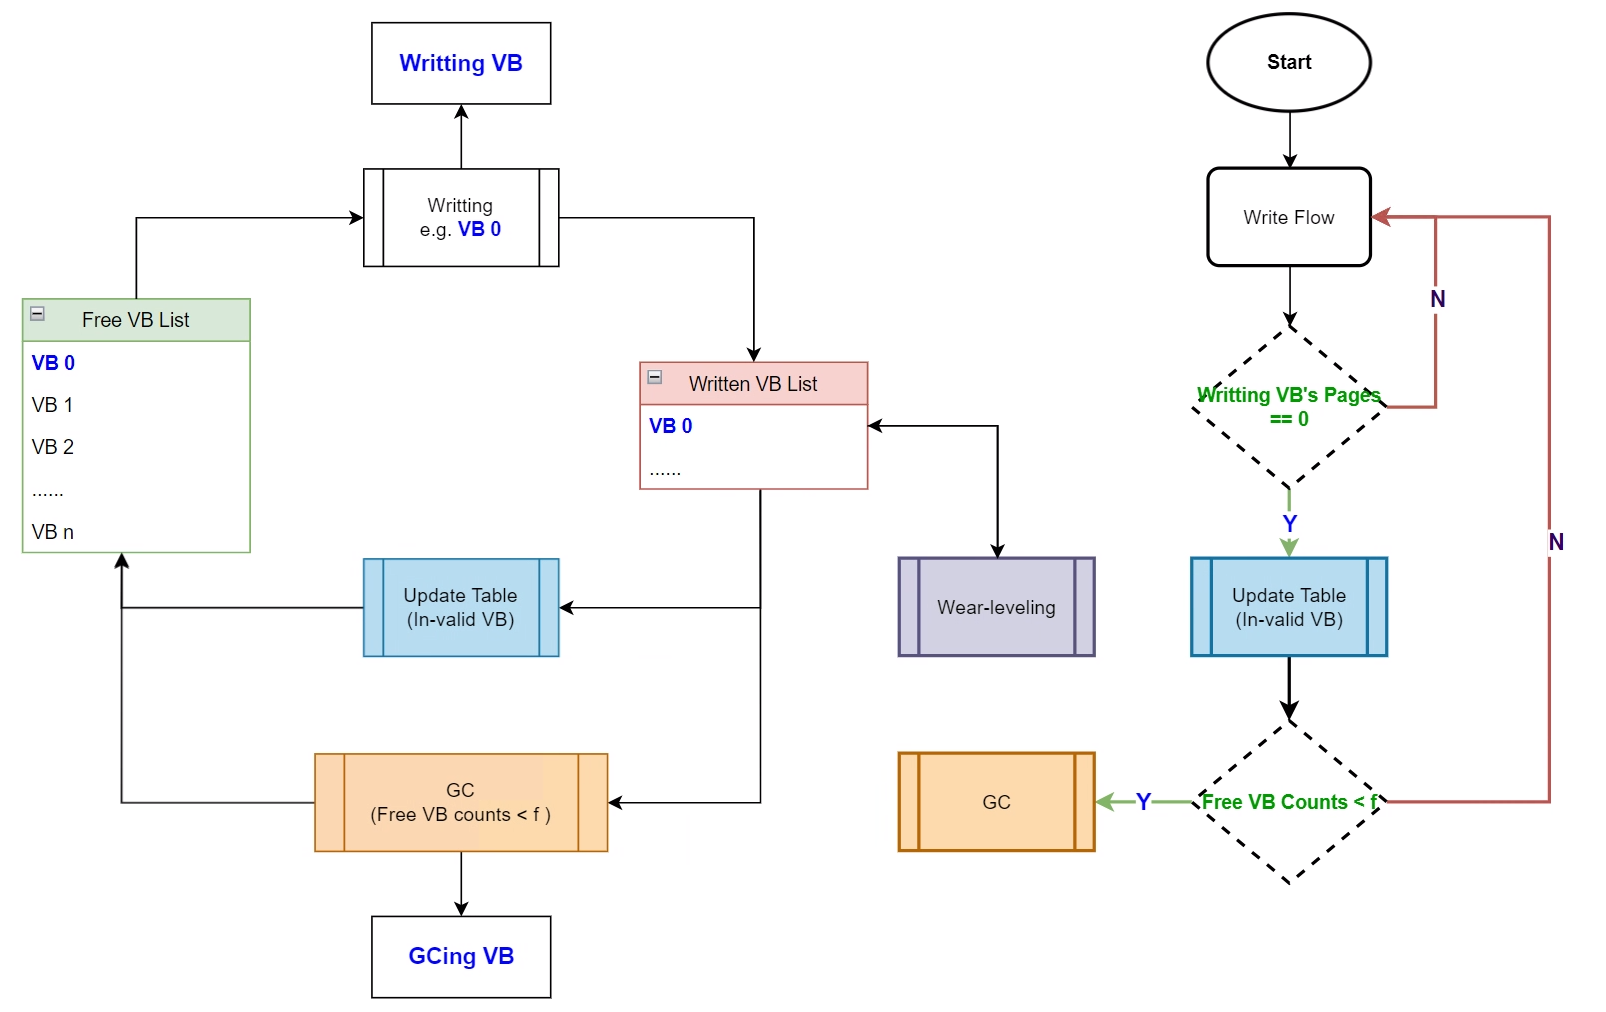 Writting VB
Writting
e.g. VB 0
Free VB List
VB 0
VB 1
VB 2
......
VB n
Written VB List
VB 0
......
Update Table
(In-valid VB)
Wear-leveling
GC
(Free VB counts < f )
GCing VB
Start
Write Flow
N
Writting VB's Pages
== 0
Y
N
Update Table
(In-valid VB)
GC
Y
Free VB Counts < f